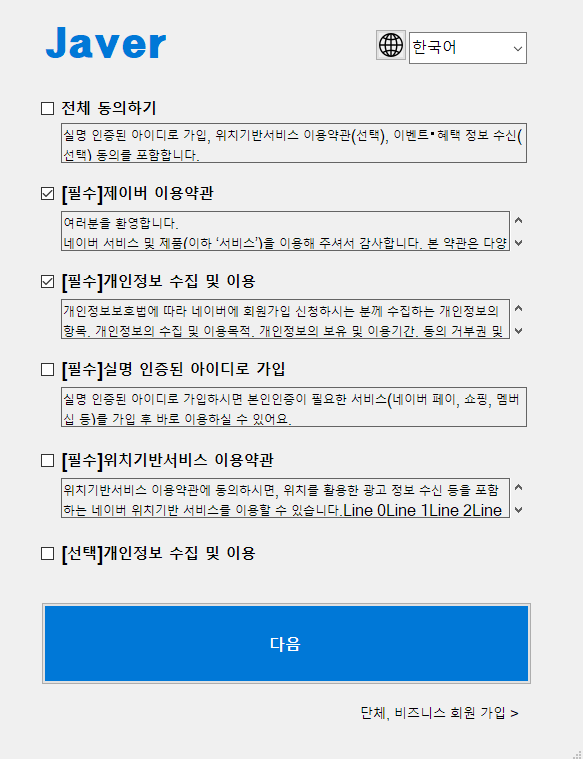 Javer
한국어
전체 동의하기
실명 인증된 아이디로 가입, 위치기반서비스 이용약관(선택), 이벤트•혜택 정보 수신(
선택) 동의를 포함합니다.
[필수]제이버 이용약관
여러분을 환영합니다.
네이버 서비스 및 제품(이하 ‘서비스’)을 이용해 주셔서 감사합니다. 본 약관은 다양
[필수]개인정보 수집 및 이용
개인정보보호법에 따라 네이버에 회원가입 신청하시는 분께 수집하는 개인정보의
항목, 개인정보의 수집 및 이용목적, 개인정보의 보유 및 이용기간, 동의 거부권 및
[필수]실명 인증된 아이디로 가입
실명 인증된 아이디로 가입하시면 본인인증이 필요한 서비스(네이버 페이, 쇼핑, 멤버
십 등)를 가입 후 바로 이용하실 수 있어요.
[필수]위치기반서비스 이용약관
위치기반서비스 이용약관에 동의하시면, 위치를 활용한 광고 정보 수신 등을 포함
하는 네이버 위치기반 서비스를 이용할 수 있습니다.Line 0Line 1Line 2Line
[선택]개인정보 수집 및 이용
다음
단체, 비즈니스 회원 가입 >